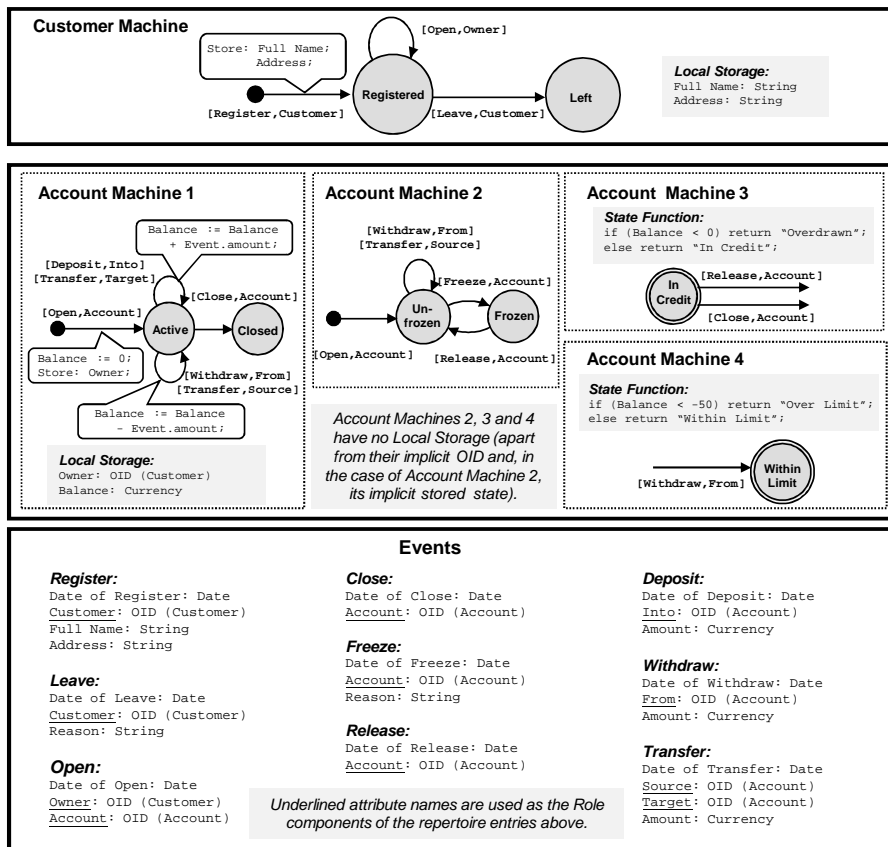 Customer Machine
Store: Full Name;
Address;
[Open,Owner]
Registered
Left
[Register,Customer]
[Leave,Customer]
Local Storage:
Full Name: String
Address: String
Account Machine 1
Balance := Balance
+ Event.amount;
[Deposit,Into]
[Transfer,Target]
[Close,Account]
[Open,Account]
Active
Closed
Balance := 0;
Store: Owner;
[Withdraw,From]
[Transfer,Source]
Balance := Balance
- Event.amount;
Local Storage:
Owner: OID (Customer)
Balance: Currency
Account Machine 2
[Withdraw,From]
[Transfer,Source]
[Freeze,Account]
Un-
frozen
Frozen
[Open,Account]
[Release,Account]
Account Machines 2, 3 and 4
have no Local Storage (apart
from their implicit OID and, in
the case of Account Machine 2,
its implicit stored state).
Account Machine 3
State Function:
if (Balance < 0) return “Overdrawn”;
else return “In Credit”;
In
Credit
[Release,Account]
[Close,Account]
Account Machine 4
State Function:
if (Balance < -50) return “Over Limit”;
else return “Within Limit”;
[Withdraw,From]
Within
Limit
Events
Register:
Date of Register: Date
Customer: OID (Customer)
Full Name: String
Address: String
Leave:
Date of Leave: Date
Customer: OID (Customer)
Reason: String
Open:
Date of Open: Date
Owner: OID (Customer)
Account: OID (Account)
Close:
Date of Close: Date
Account: OID (Account)
Freeze:
Date of Freeze: Date
Account: OID (Account)
Reason: String
Release:
Date of Release: Date
Account: OID (Account)
Deposit:
Date of Deposit: Date
Into: OID (Account)
Amount: Currency
Withdraw:
Date of Withdraw: Date
From: OID (Account)
Amount: Currency
Transfer:
Date of Transfer: Date
Source: OID (Account)
Target: OID (Account)
Amount: Currency
Underlined attribute names are used as the Role
components of the repertoire entries above.